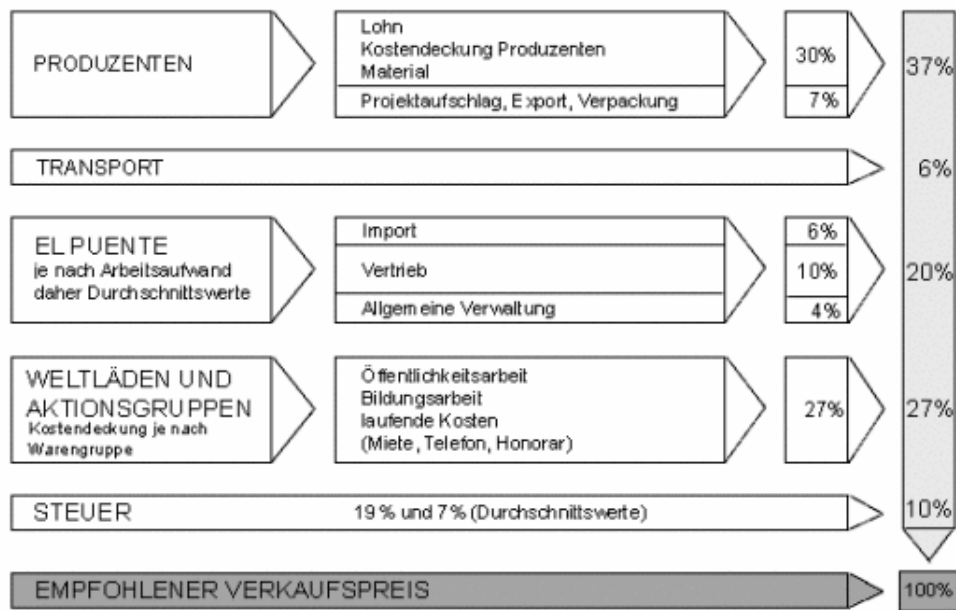 PRODUZENTEN
Lohn
Kostendeckung Produzenten
Material
30%
37%
Projektaufschlag, Export, Verpackung
7%
TRANSPORT
6%
EL PUENTE
je nach Arbeitsaufwand
daher Durchschnittswerte
Import
6%
Vertrieb
10%
20%
Allgemeine Verwaltung
4%
WELTLÄDEN UND
AKTIONSGRUPPEN
Kostendeckung je nach
Warengruppe
Öffentlichkeitsarbeit
Bildungsarbeit
laufende Kosten
(Miete, Telefon, Honorar)
27%
27%
STEUER
19% und 7% (Durchschnittswerte)
10%
EMPFOHLENER VERKAUFSPREIS
100%